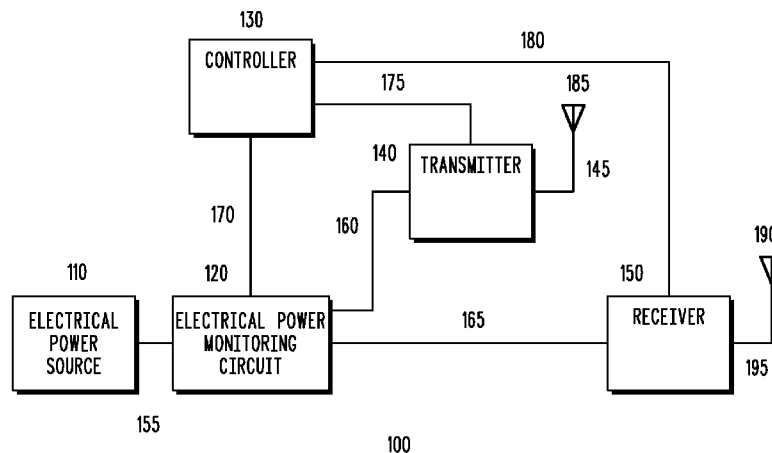 130
CONTROLLER
180
175
185
140
TRANSMITTER
145
170
160
190
110
120
150
ELECTRICAL
POWER
SOURCE
ELECTRICAL POWER
MONITORING
CIRCUIT
165
RECEIVER
195
155
100